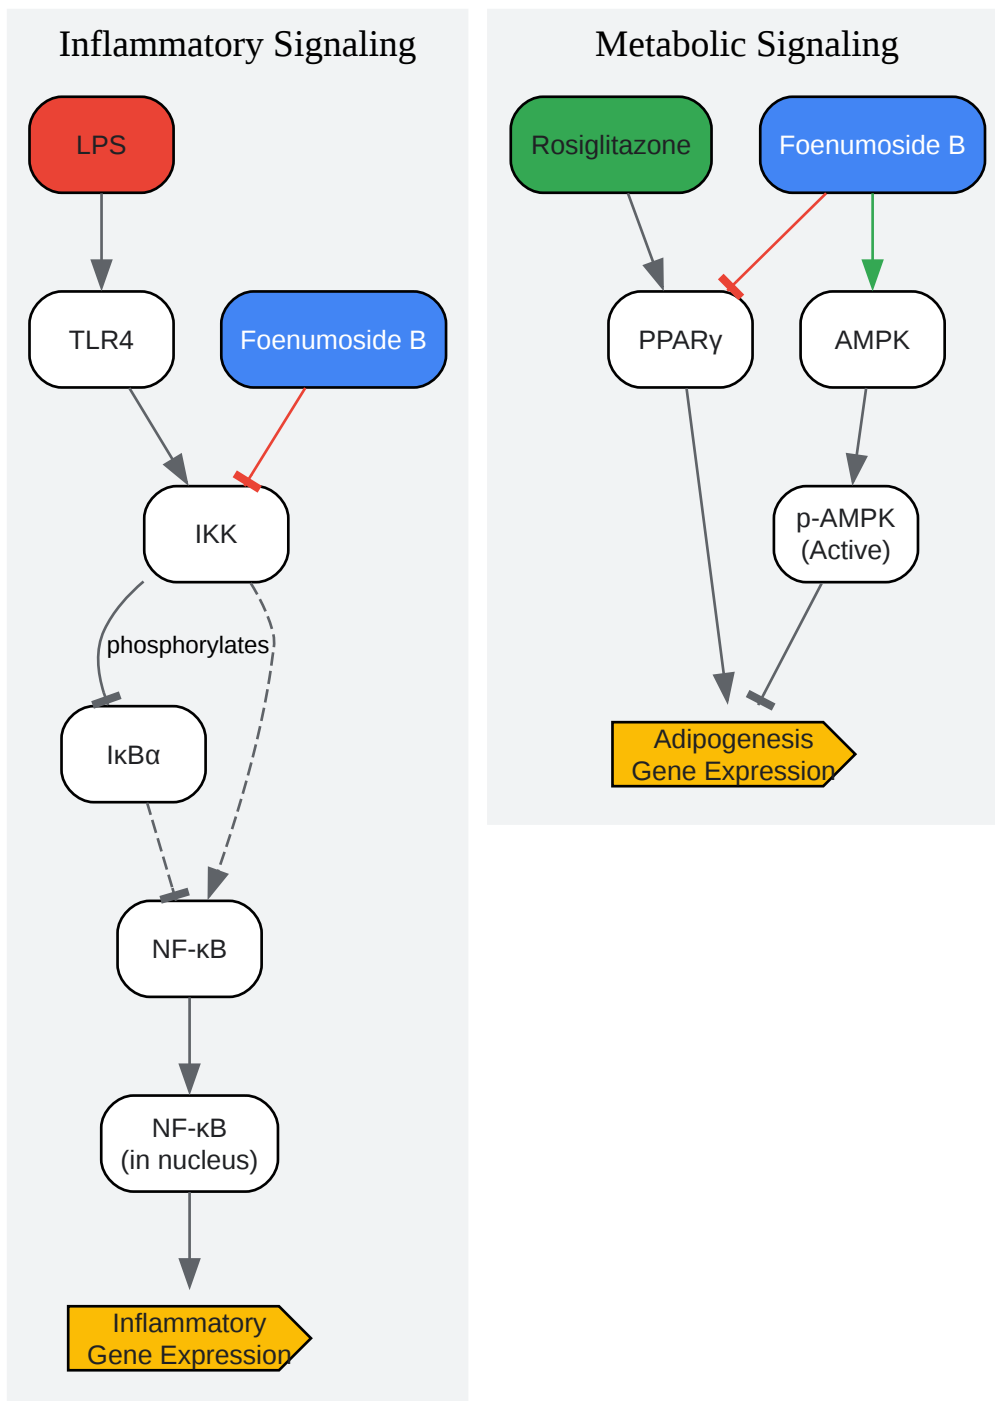 Inflammatory Signaling
LPS
TLR4
Foenumoside B
IKK
phosphorylates
IκBα
NF-κB
NF-κB
(in nucleus)
Inflammatory
Gene Expression
Metabolic Signaling
Rosiglitazone
Foenumoside B
PPARγ
AMPK
p-AMPK
(Active)
Adipogenesis
Gene Expression